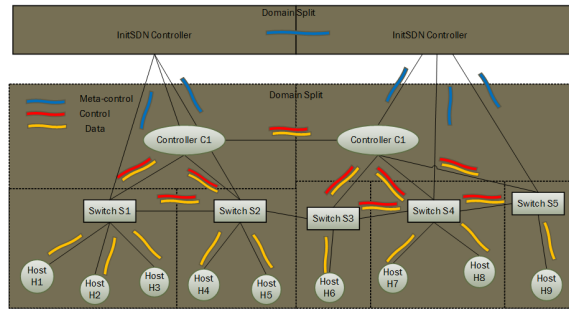 Domain Split
InitSDN Controller
InitSDN Controller
Meta-control
Control
Data
Domain Split
Controller C1
Controller C1
Switch S1
Switch S2
Switch S3
Switch S4
Switch S5
Host
H1
Host
H2
Host
H3
Host
H4
Host
H5
Host
H6
Host
H7
Host
H8
Host
H9